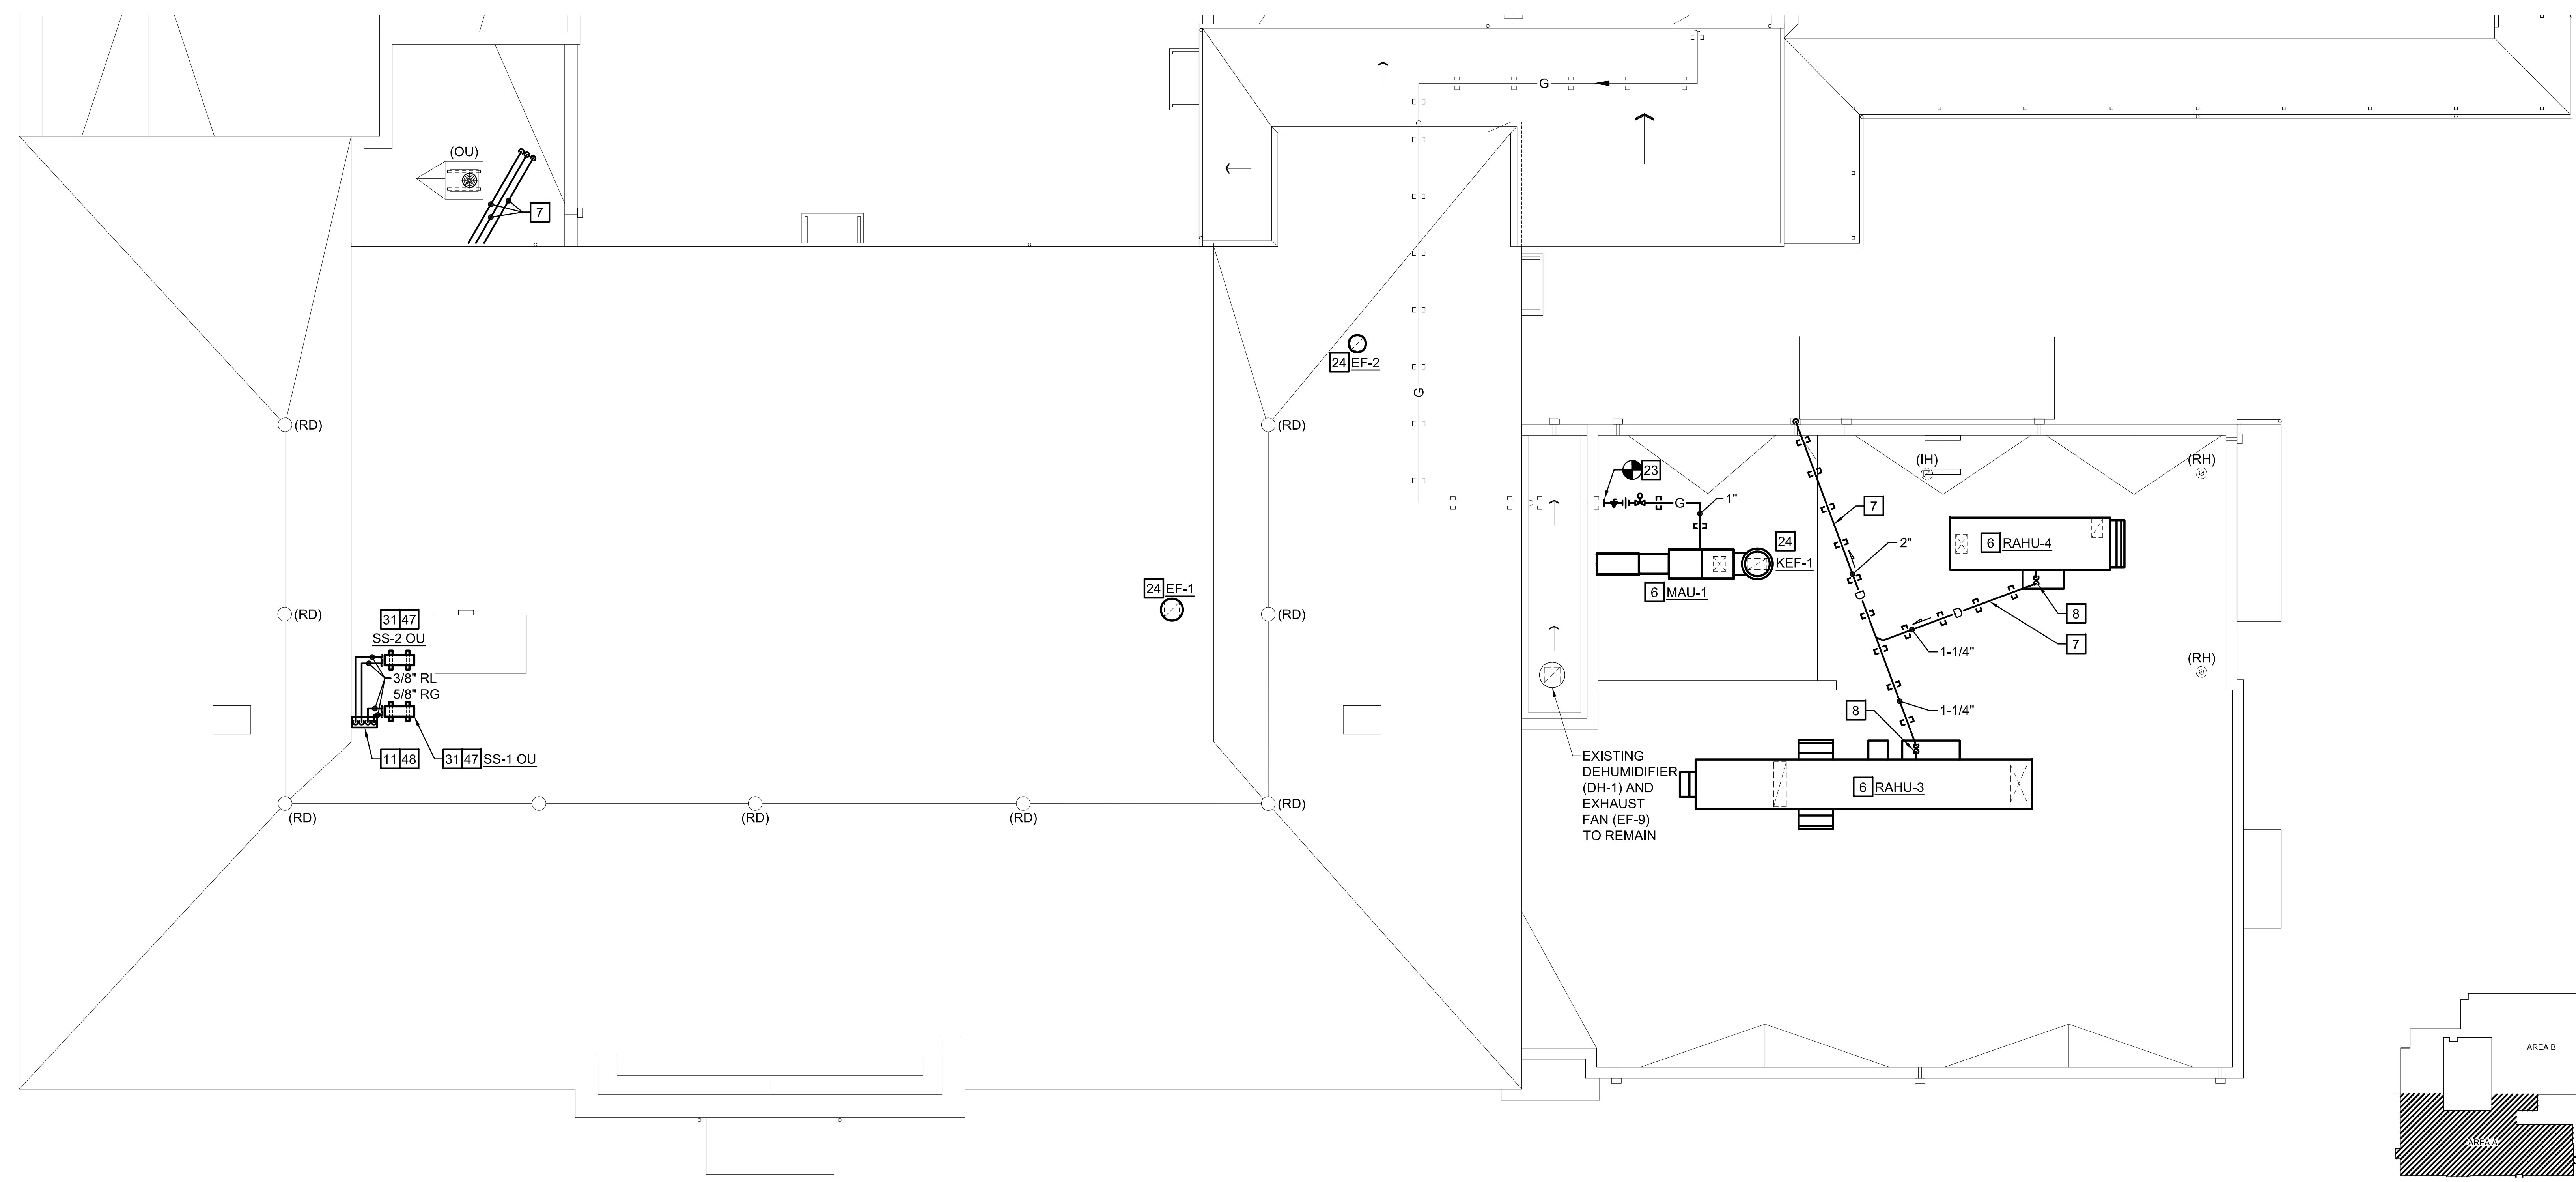 G
(OU)
7
24 EF-2
G
(RD)
(RD)
(IH)
(RH)
23
G
1"
7
2"
24
KEF-1
6 RAHU-4
6 MAU-1
D
D
8
7
1-1/4"
(RH)
24 EF-1
(RD)
(RD)
31 47
SS-2 OU
3/8" RL
5/8" RG
11 48
31 47 SS-1 OU
1-1/4"
8
6 RAHU-3
EXISTING
DEHUMIDIFIER
(DH-1) AND
EXHAUST
FAN (EF-9)
TO REMAIN
(RD)
(RD)
(RD)
(RD)
AREA B
AREA A